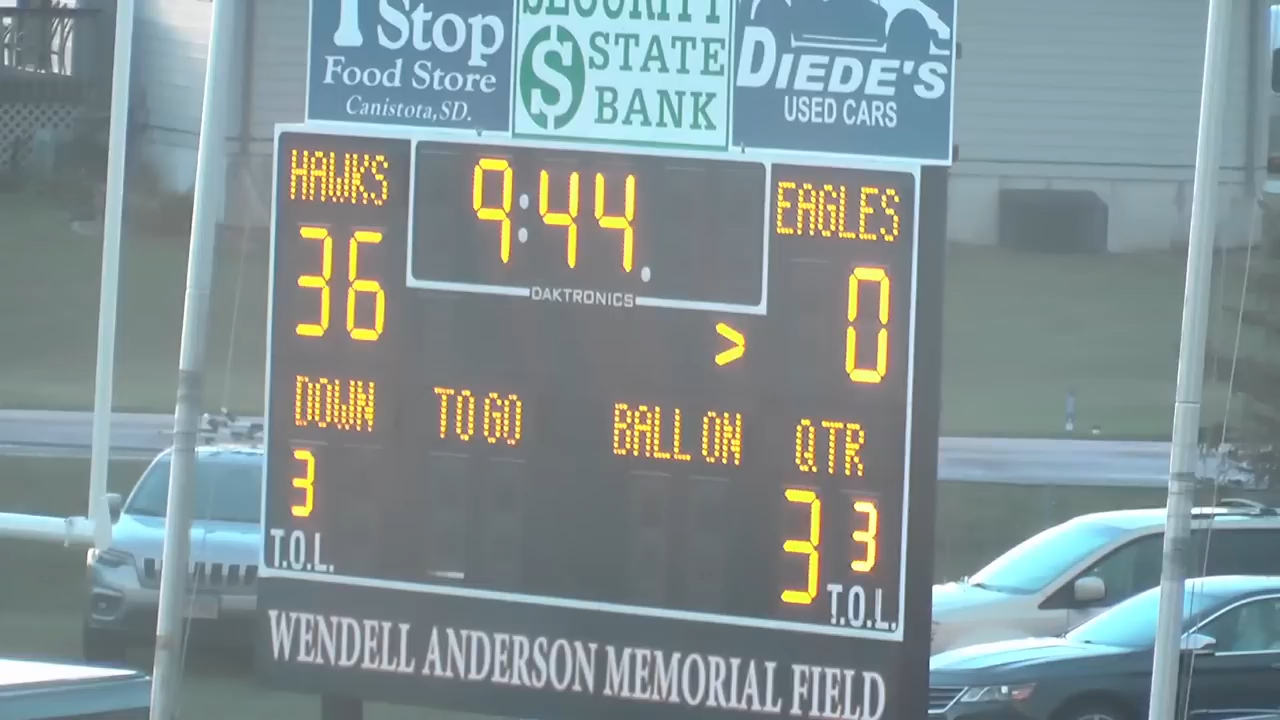 1 Stop
Food Store
Canistota, SD.
SECURITY
STATE
BANK
DIEDE'S
USED CARS
HAWKS
9:44.
EAGLES
36
DAKTRONICS
>
0
DOWN
TO GO
BALL ON
QTR
3
3
3
T.O.L.
T.O.L.
WENDELL ANDERSON MEMORIAL FIELD